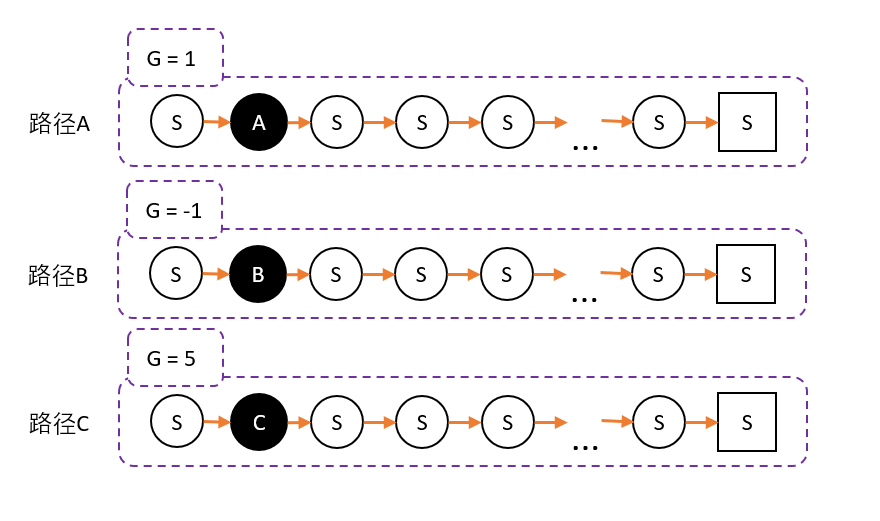 G = 1
路径A S A S S S ... S S
G = -1
路径B S B S S S ... S S
G = 5
路径C S C S S S ... S S